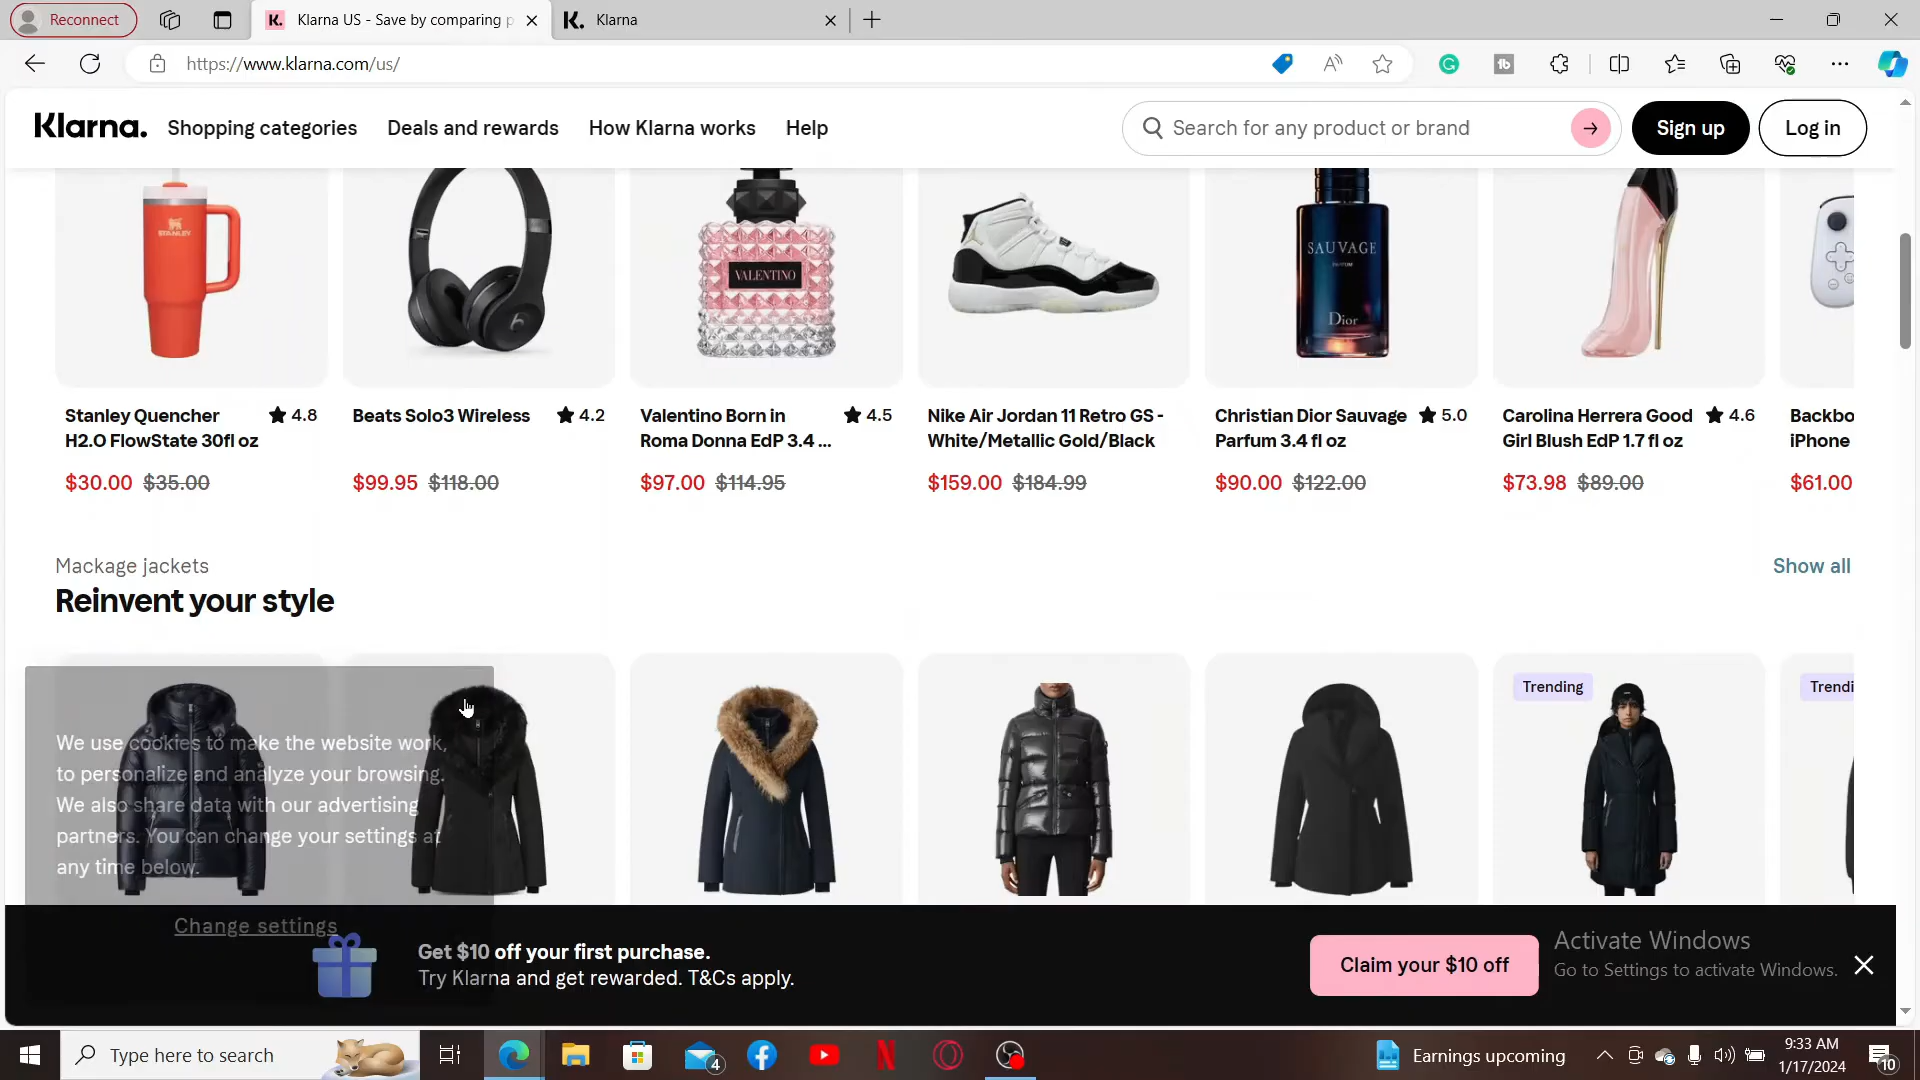 Reconnect
Klarna US - Save by comparing p
Klarna
https://www.klarna.com/us/
Klarna.
Shopping categories
Deals and rewards
How Klarna works
Help
Search for any product or brand
Sign up
Log in
STANLEY
VALENTINO
SAUVAGE
PARFUM
Dior
Stanley Quencher
H2.O FlowState 30fl oz
4.8
$30.00 $35.00
Beats Solo3 Wireless
4.2
$99.95 $118.00
Valentino Born in
Roma Donna EdP 3.4 ...
4.5
$97.00 $114.95
Nike Air Jordan 11 Retro GS -
White/Metallic Gold/Black
$159.00 $184.99
Christian Dior Sauvage
Parfum 3.4 fl oz
5.0
$90.00 $122.00
Carolina Herrera Good
Girl Blush EdP 1.7 fl oz
4.6
$73.98 $89.00
Backbo
iPhone
$61.00
Mackage jackets
Reinvent your style
Show all
Trending
Trendi
We use cookies to make the website work,
to personalize and analyze your browsing.
We also share data with our advertising
partners. You can change your settings at
any time below.
Change settings
Get $10 off your first purchase.
Try Klarna and get rewarded. T&Cs apply.
Claim your $10 off
Activate Windows
Go to Settings to activate Windows.
Type here to search
4
Earnings upcoming
9:33 AM
1/17/2024
10